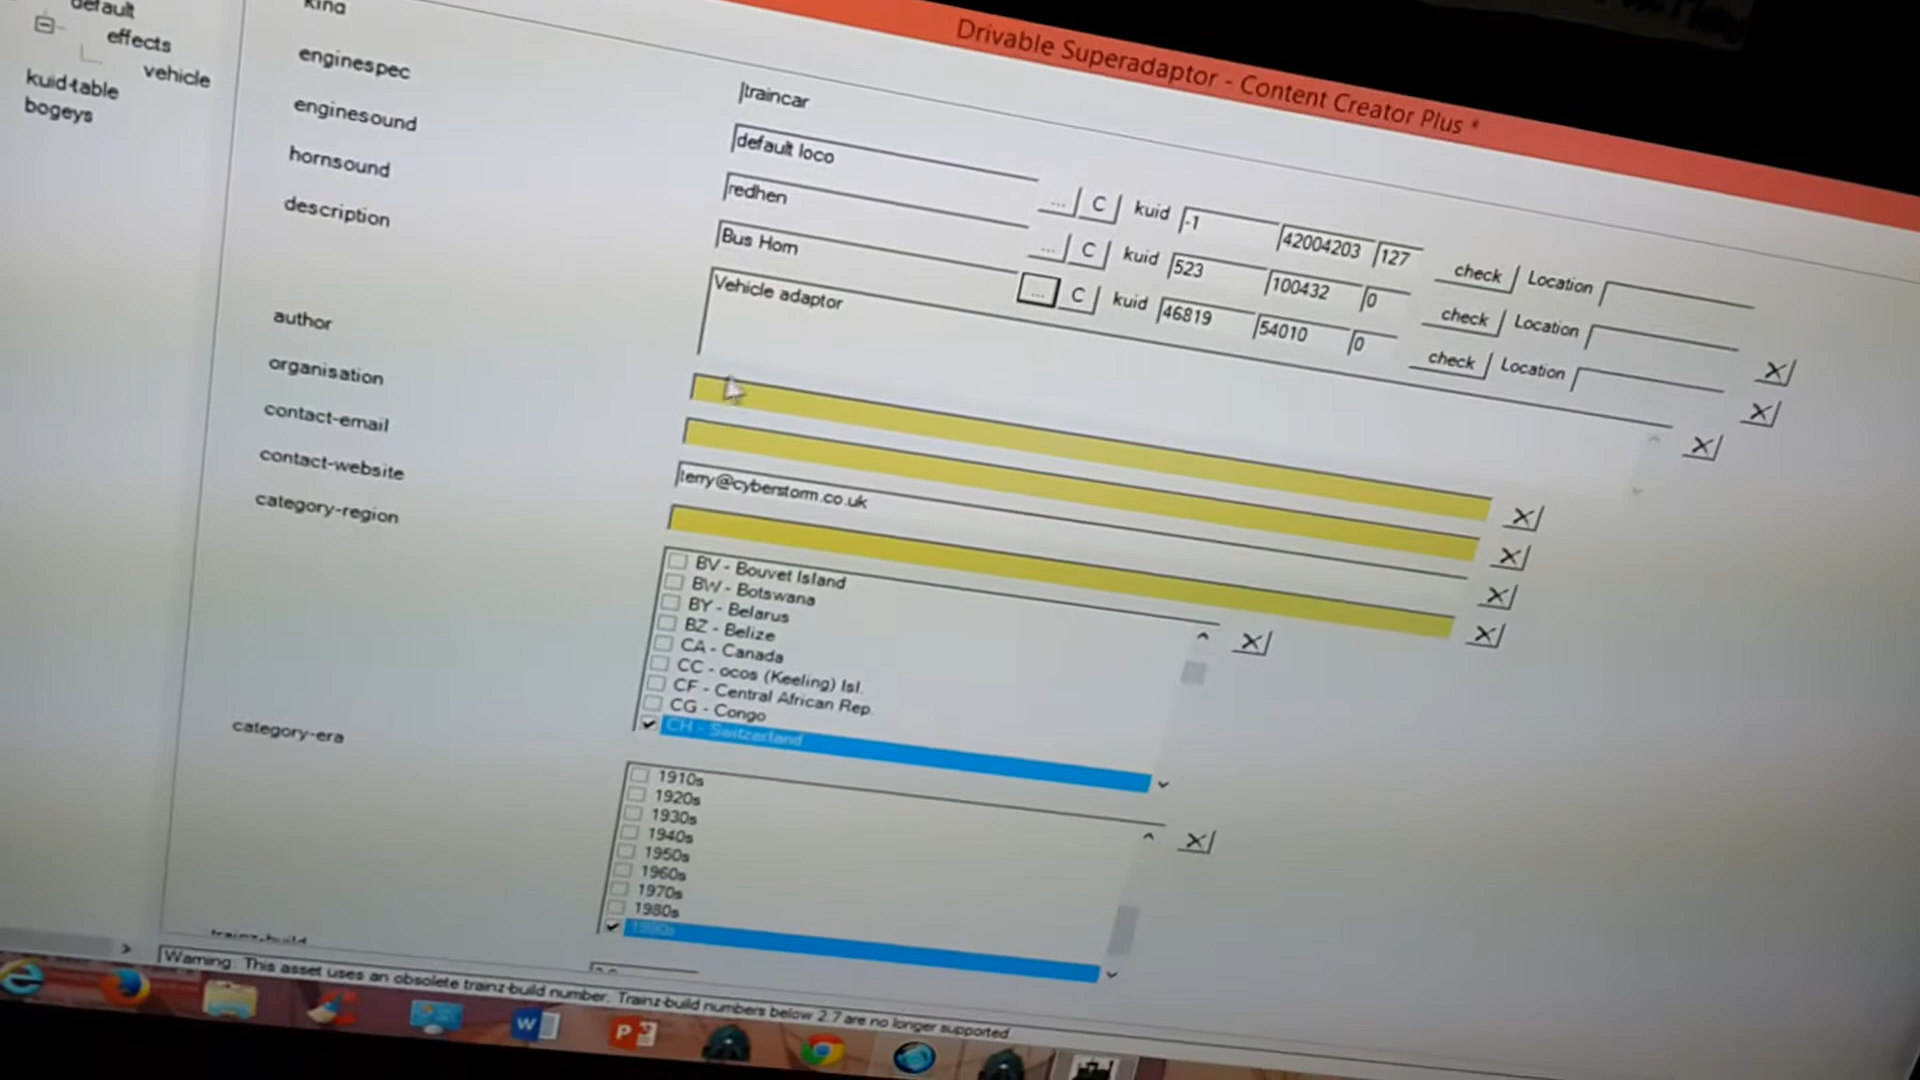 Drivable Superadaptor - Content Creator Plus *
default
effects
vehicle
kuid-table
bogeys
kind
traincar
enginespec
default loco
... C kuid -1 42004203 127 check Location
enginesound
redhen
... C kuid 523 100432 0 check Location
hornsound
Bus Horn
... C kuid 46819 54010 0 check Location
description
Vehicle adaptor
author
organisation
contact-email
terry@cyberstorm.co.uk
contact-website
category-region
BV - Bouvet Island
BW - Botswana
BY - Belarus
BZ - Belize
CA - Canada
CC - ocos (Keeling) Isl.
CF - Central African Rep.
CG - Congo
CH - Switzerland
category-era
1910s
1920s
1930s
1940s
1950s
1960s
1970s
1980s
1990s
trainz-build
Warning: This asset uses an obsolete trainz-build number. Trainz-build numbers below 2.7 are no longer supported